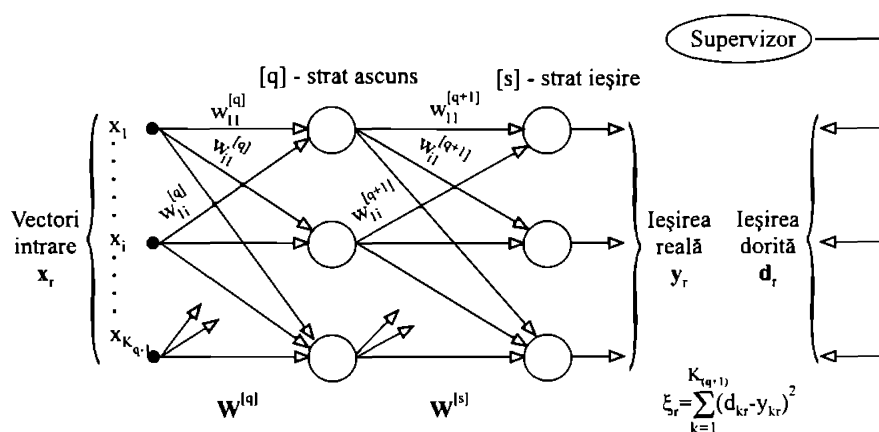 Supervizor
[q] - strat ascuns
[s] - strat ieşire
w11[q]
w11[q+1]
x1
wi1[q]
wi1[q+1]
w1i[q]
w1i[q+1]
Vectori
intrare
xr
xi
Ieşirea
reală
yr
Ieşirea
dorită
dr
xKq-1
W[q]
W[s]
ξr=∑k=1K(q+1)(dkr-ykr)2